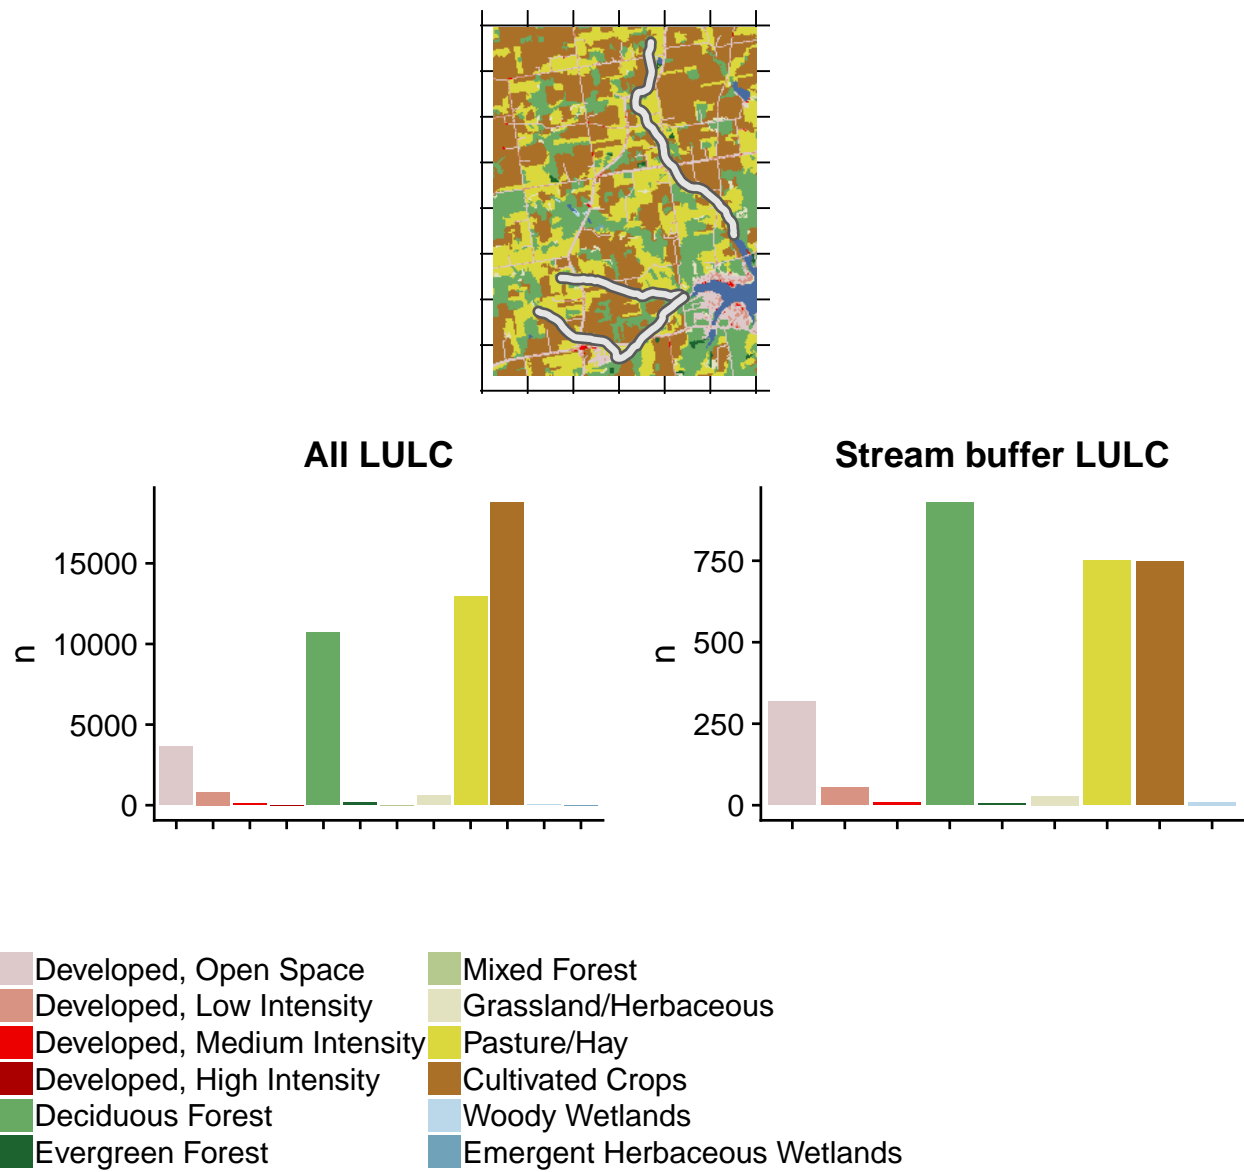 All LULC
Stream buffer LULC
n
15000
10000
5000
0
n
750
500
250
0
Developed, Open Space
Developed, Low Intensity
Developed, Medium Intensity
Developed, High Intensity
Deciduous Forest
Evergreen Forest
Mixed Forest
Grassland/Herbaceous
Pasture/Hay
Cultivated Crops
Woody Wetlands
Emergent Herbaceous Wetlands